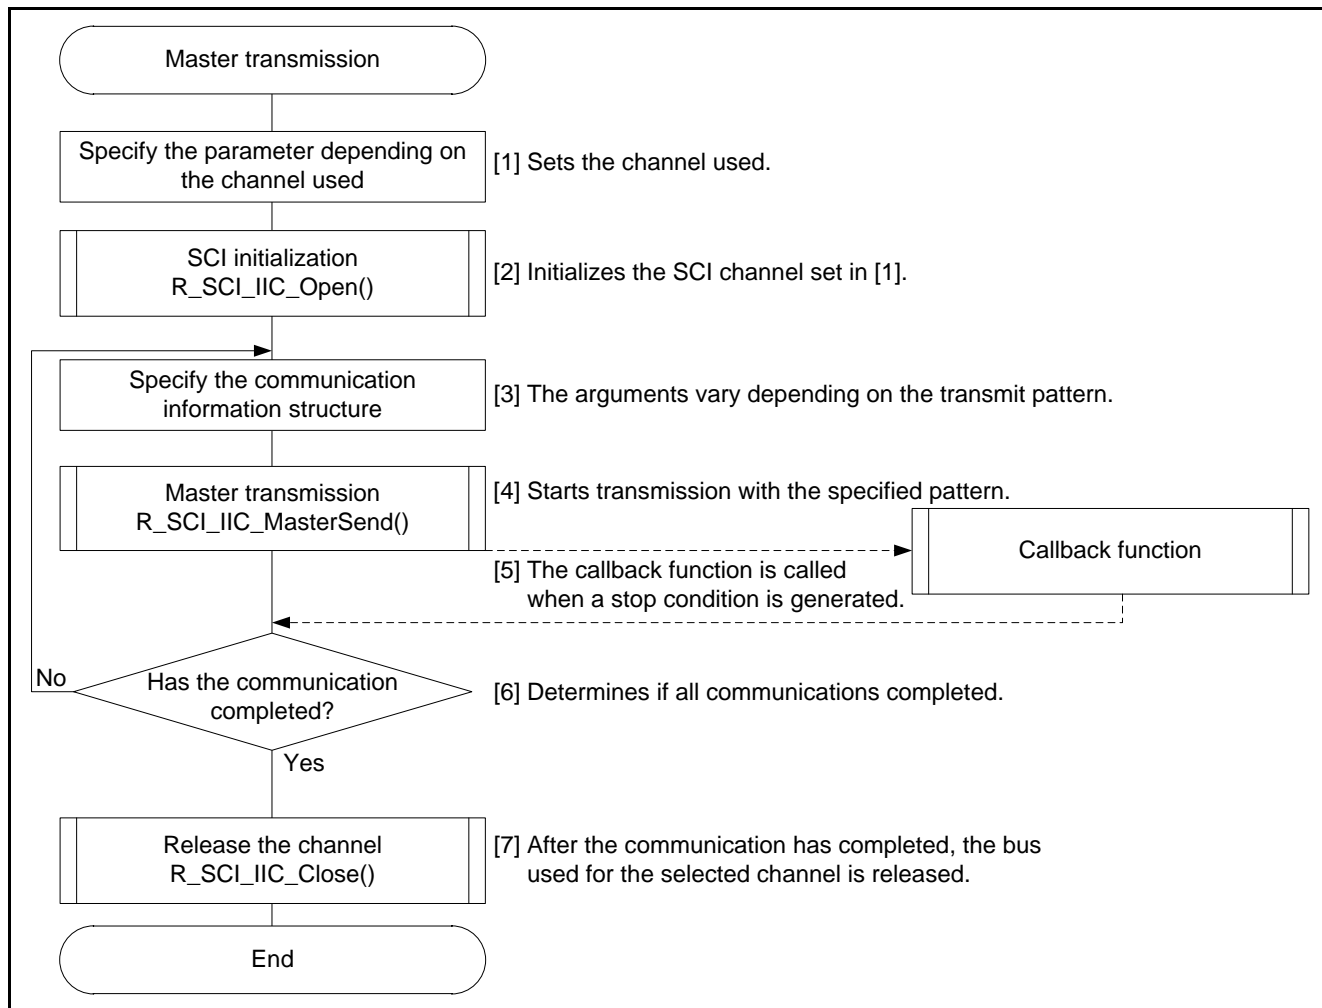 Master transmission
Specify the parameter depending on
the channel used
[1] Sets the channel used.
SCI initialization
R_SCI_IIC_Open()
[2] Initializes the SCI channel set in [1].
Specify the communication
information structure
[3] The arguments vary depending on the transmit pattern.
Master transmission
R_SCI_IIC_MasterSend()
[4] Starts transmission with the specified pattern.
Callback function
[5] The callback function is called
when a stop condition is generated.
No
Has the communication
completed?
[6] Determines if all communications completed.
Yes
Release the channel
R_SCI_IIC_Close()
[7] After the communication has completed, the bus
used for the selected channel is released.
End